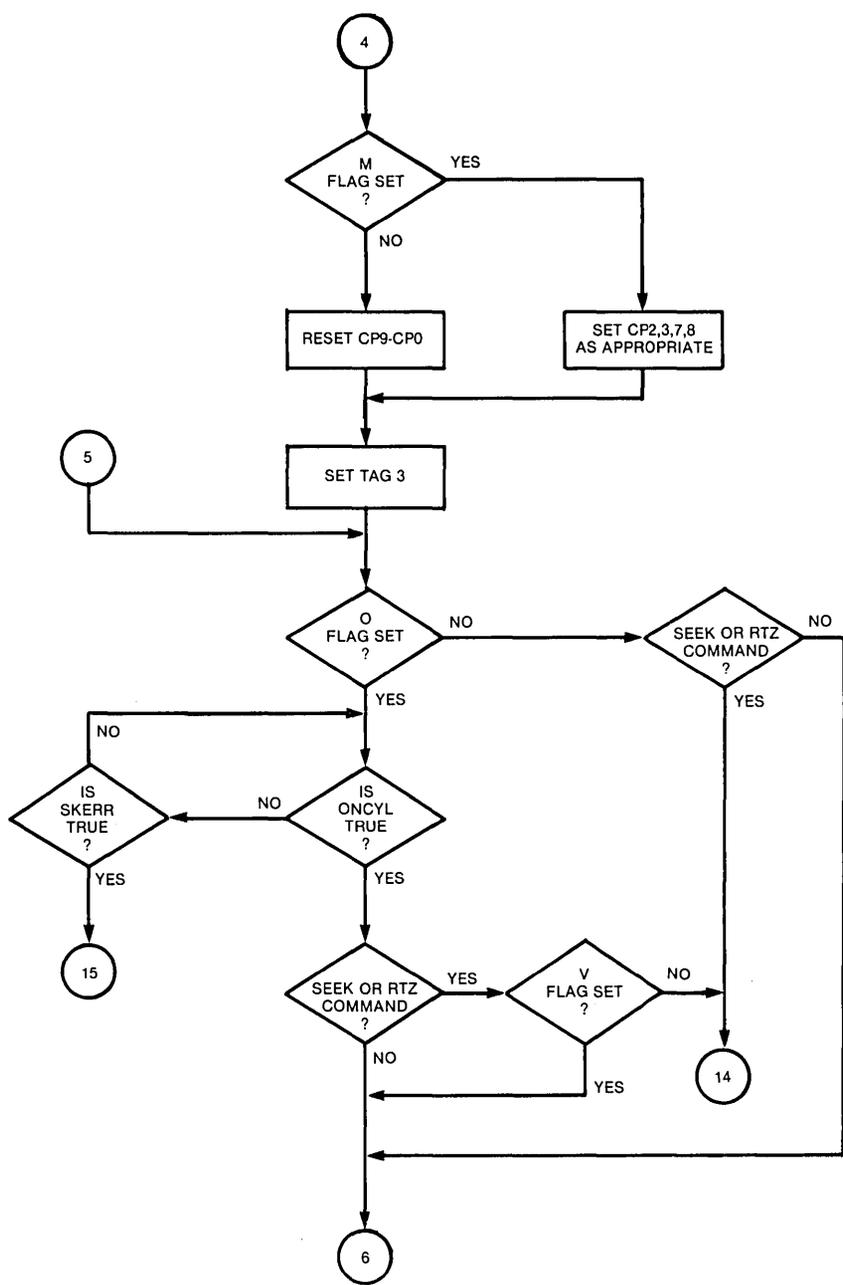 4
M
FLAG SET
?
YES
NO
RESET CP9-CP0
SET CP2,3,7,8
AS APPROPRIATE
5
SET TAG 3
O
FLAG SET
?
NO
YES
SEEK OR RTZ
COMMAND
?
NO
YES
NO
IS
SKERR
TRUE
?
YES
NO
IS
ONCYL
TRUE
?
YES
15
SEEK OR RTZ
COMMAND
?
YES
NO
V
FLAG SET
?
NO
YES
14
6